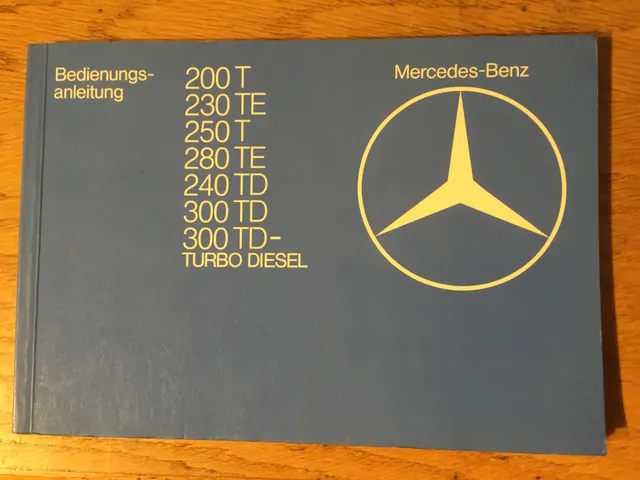 Bedienungs-
anleitung
200 T
230 TE
250 T
280 TE
240 TD
300 TD
300 TD-
TURBO DIESEL
Mercedes-Benz